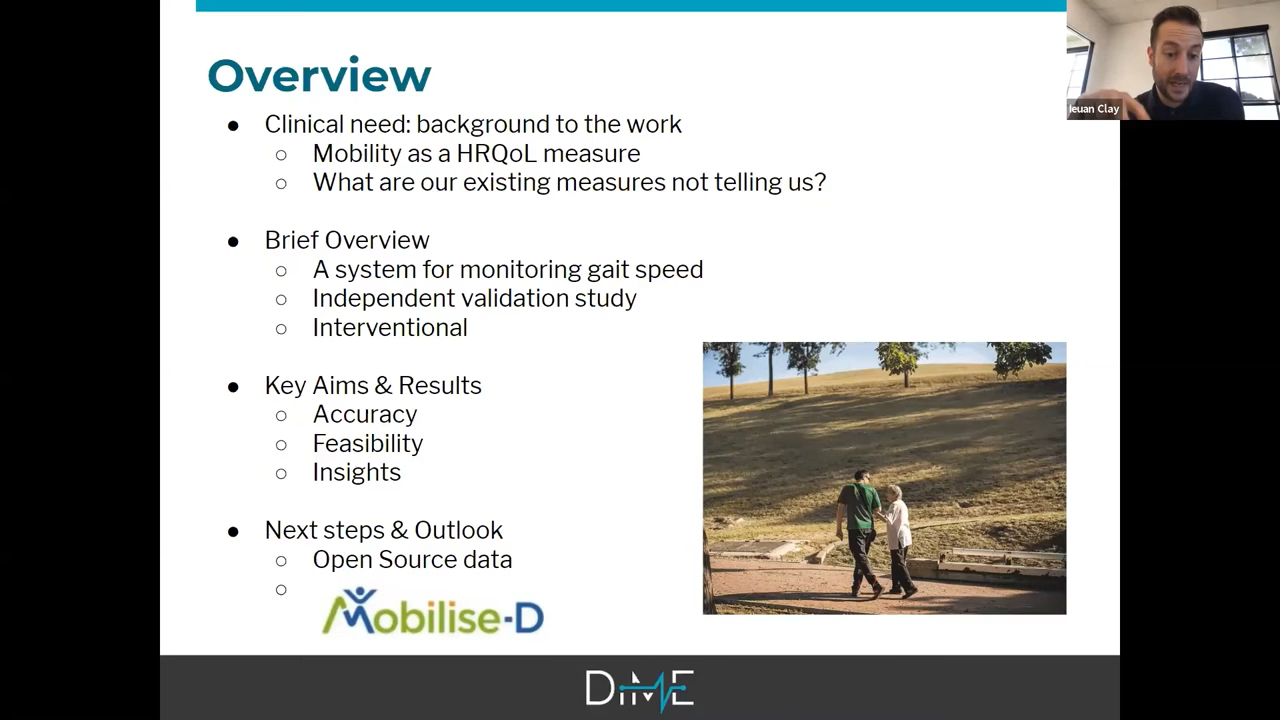 Overview
● Clinical need: background to the work
○ Mobility as a HRQoL measure
○ What are our existing measures not telling us?
● Brief Overview
○ A system for monitoring gait speed
○ Independent validation study
○ Interventional
● Key Aims & Results
○ Accuracy
○ Feasibility
○ Insights
● Next steps & Outlook
○ Open Source data
○
Mobilise-D
DiME
Ieuan Clay